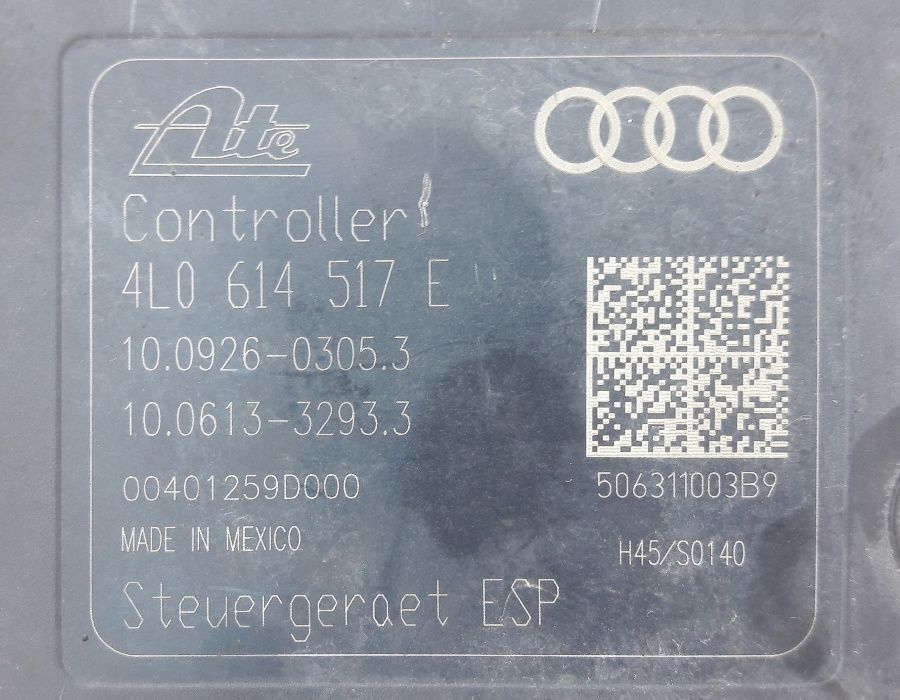 Ate
Controller
4L0 614 517 E
10.0926-0305.3
10.0613-3293.3
00401259D000
506311003B9
MADE IN MEXICO
H45/S0140
Steuergeraet ESP